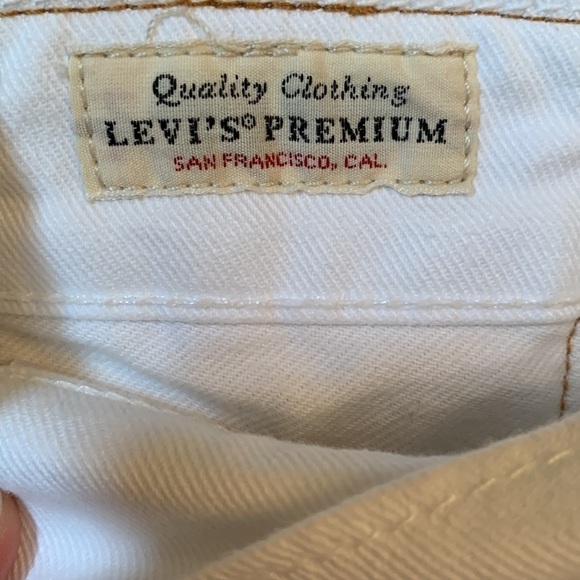 Quality Clothing
LEVI'S® PREMIUM
SAN FRANCISCO, CAL.